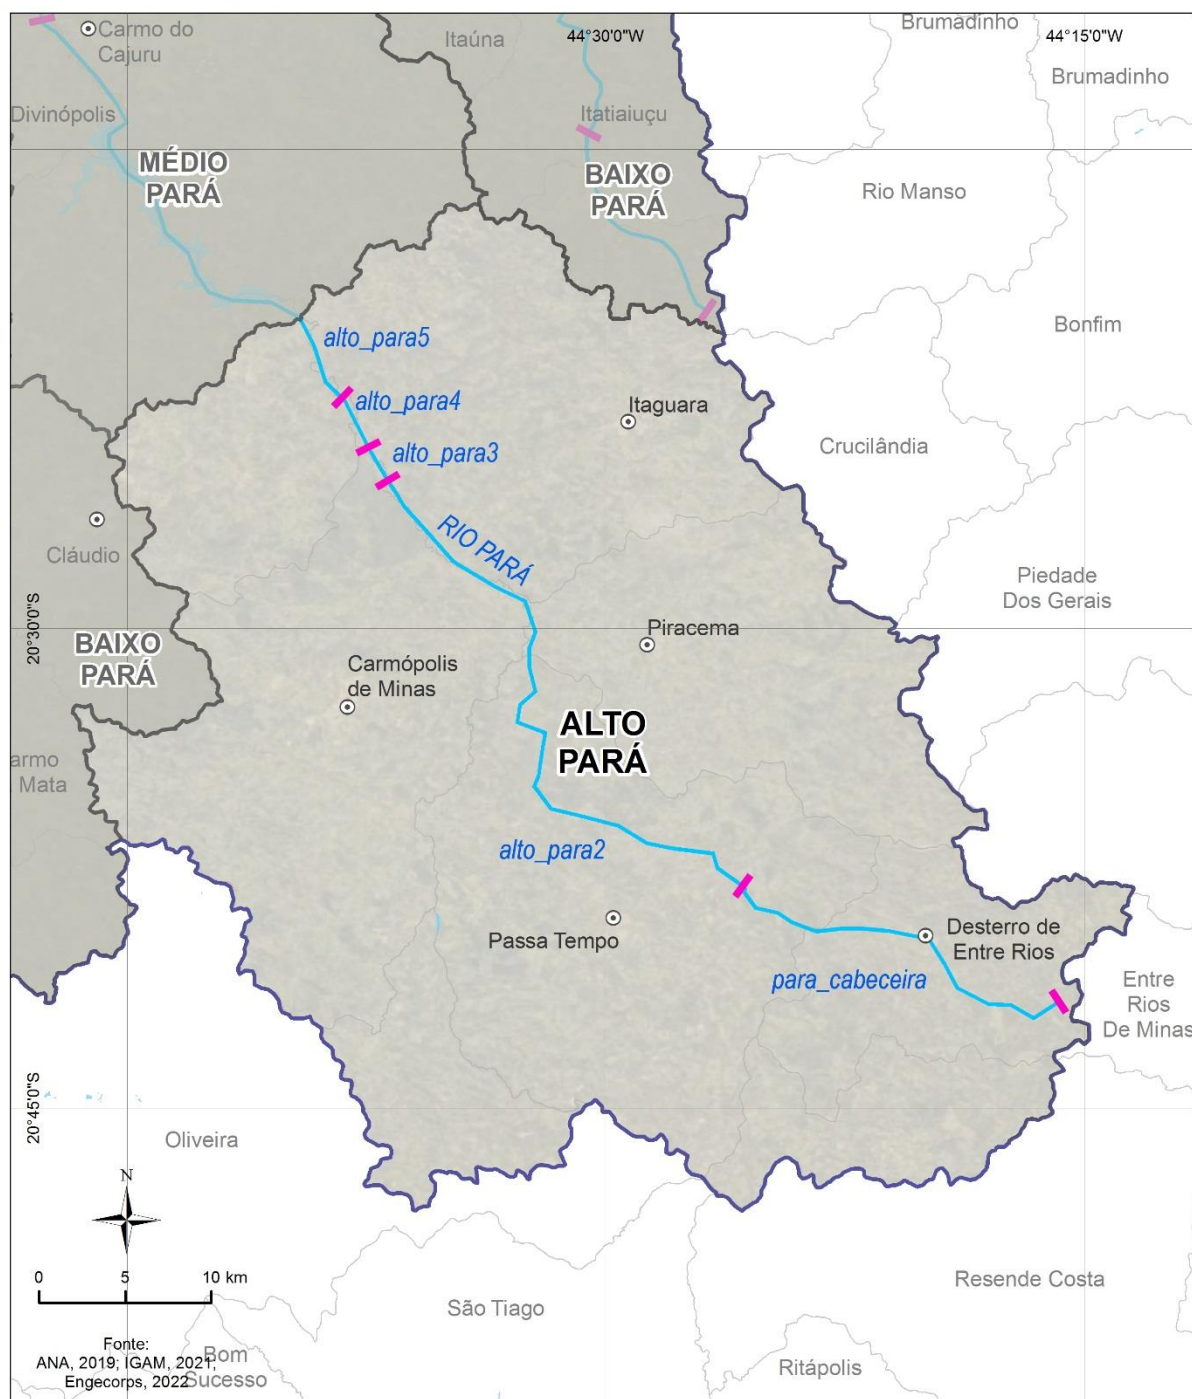 Carmo do
Cajuru
Itaúna
44°30'0"W
Brumadinho
44°15'0"W
Brumadinho
Divinópolis
Itatiaiuçu
MÉDIO
PARÁ
BAIXO
PARÁ
Rio Manso
Bonfim
alto_para5
alto_para4
Itaguara
alto_para3
Crucilândia
RIO PARÁ
Cláudio
Piedade
Dos Gerais
20°30'0"S
BAIXO
PARÁ
Piracema
Carmópolis
de Minas
ALTO
PARÁ
armo
Mata
alto_para2
Passa Tempo
Desterro de
Entre Rios
para_cabeceira
Entre
Rios
De Minas
20°45'0"S
Oliveira
N
0 5 10 km
São Tiago
Resende Costa
Ritápolis
Fonte:
ANA, 2019; IGAM, 2021;
Engecorps, 2022
Bom
Sucesso